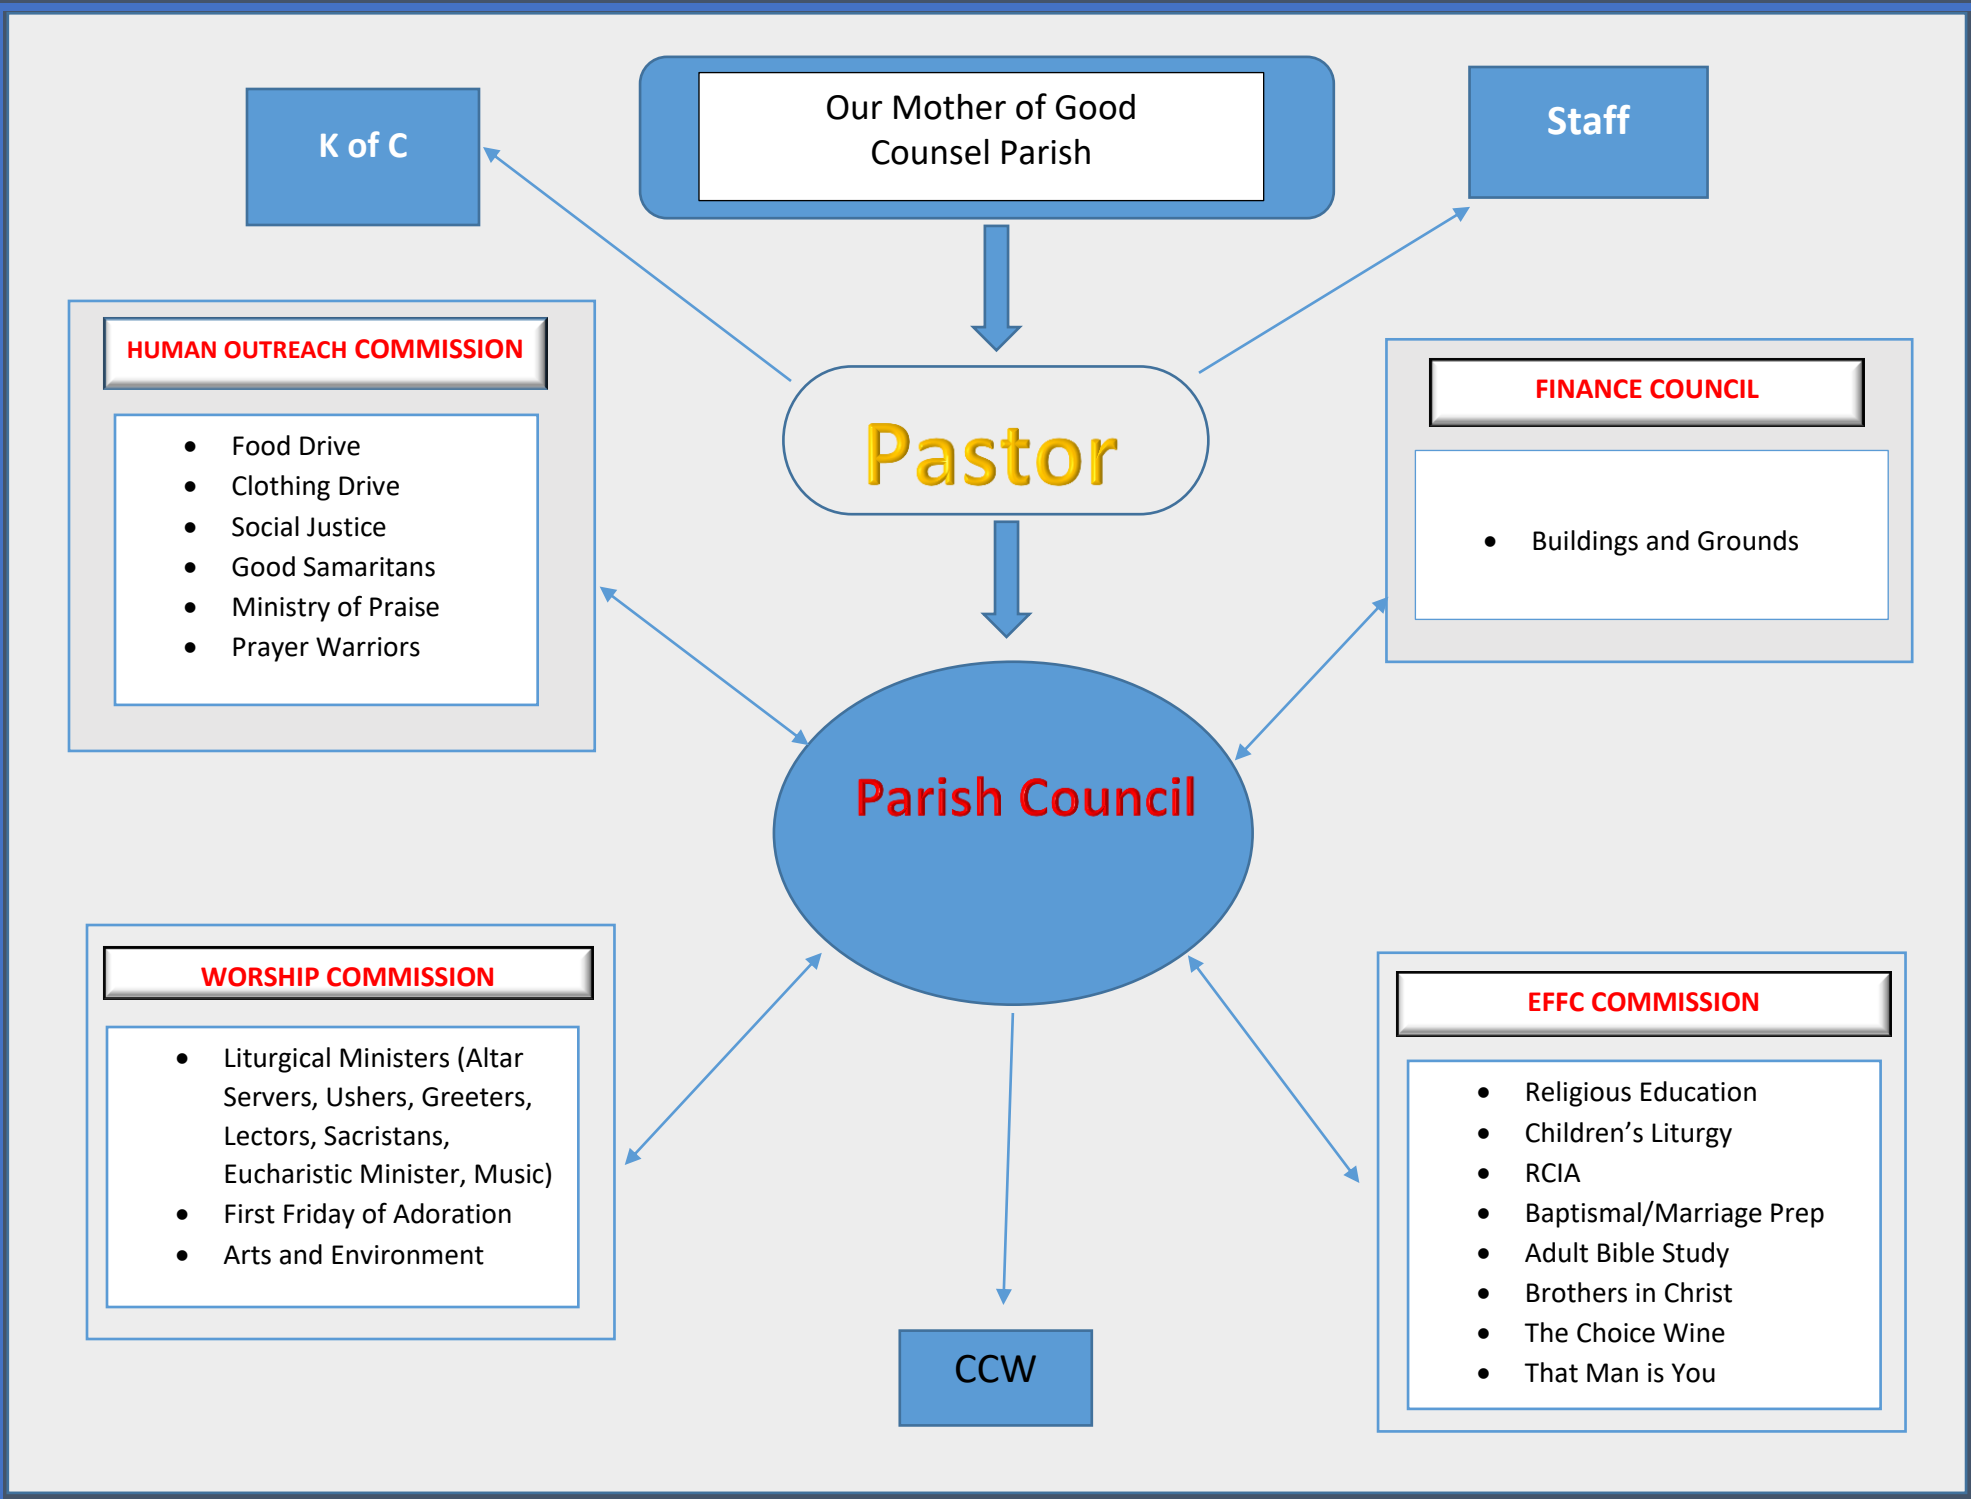 Our Mother of Good
Counsel Parish
K of C
Staff
HUMAN OUTREACH COMMISSION
• Food Drive
• Clothing Drive
• Social Justice
• Good Samaritans
• Ministry of Praise
• Prayer Warriors
Pastor
FINANCE COUNCIL
• Buildings and Grounds
Parish Council
WORSHIP COMMISSION
• Liturgical Ministers (Altar
Servers, Ushers, Greeters,
Lectors, Sacristans,
Eucharistic Minister, Music)
• First Friday of Adoration
• Arts and Environment
CCW
EFFC COMMISSION
• Religious Education
• Children’s Liturgy
• RCIA
• Baptismal/Marriage Prep
• Adult Bible Study
• Brothers in Christ
• The Choice Wine
• That Man is You